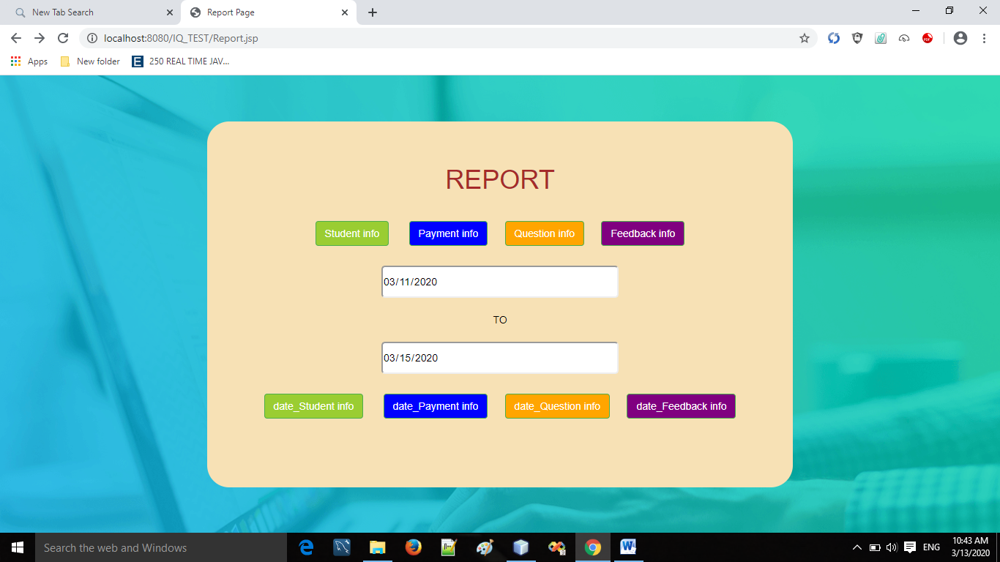 New Tab Search
Report Page
localhost:8080/IQ_TEST/Report.jsp
Apps
New folder
E
250 REAL TIME JAV...
PDF
REPORT
Student info
Payment info
Question info
Feedback info
03/11/2020
TO
03/15/2020
date_Student info
date_Payment info
date_Question info
date_Feedback info
Search the web and Windows
ENG
10:43 AM
3/13/2020